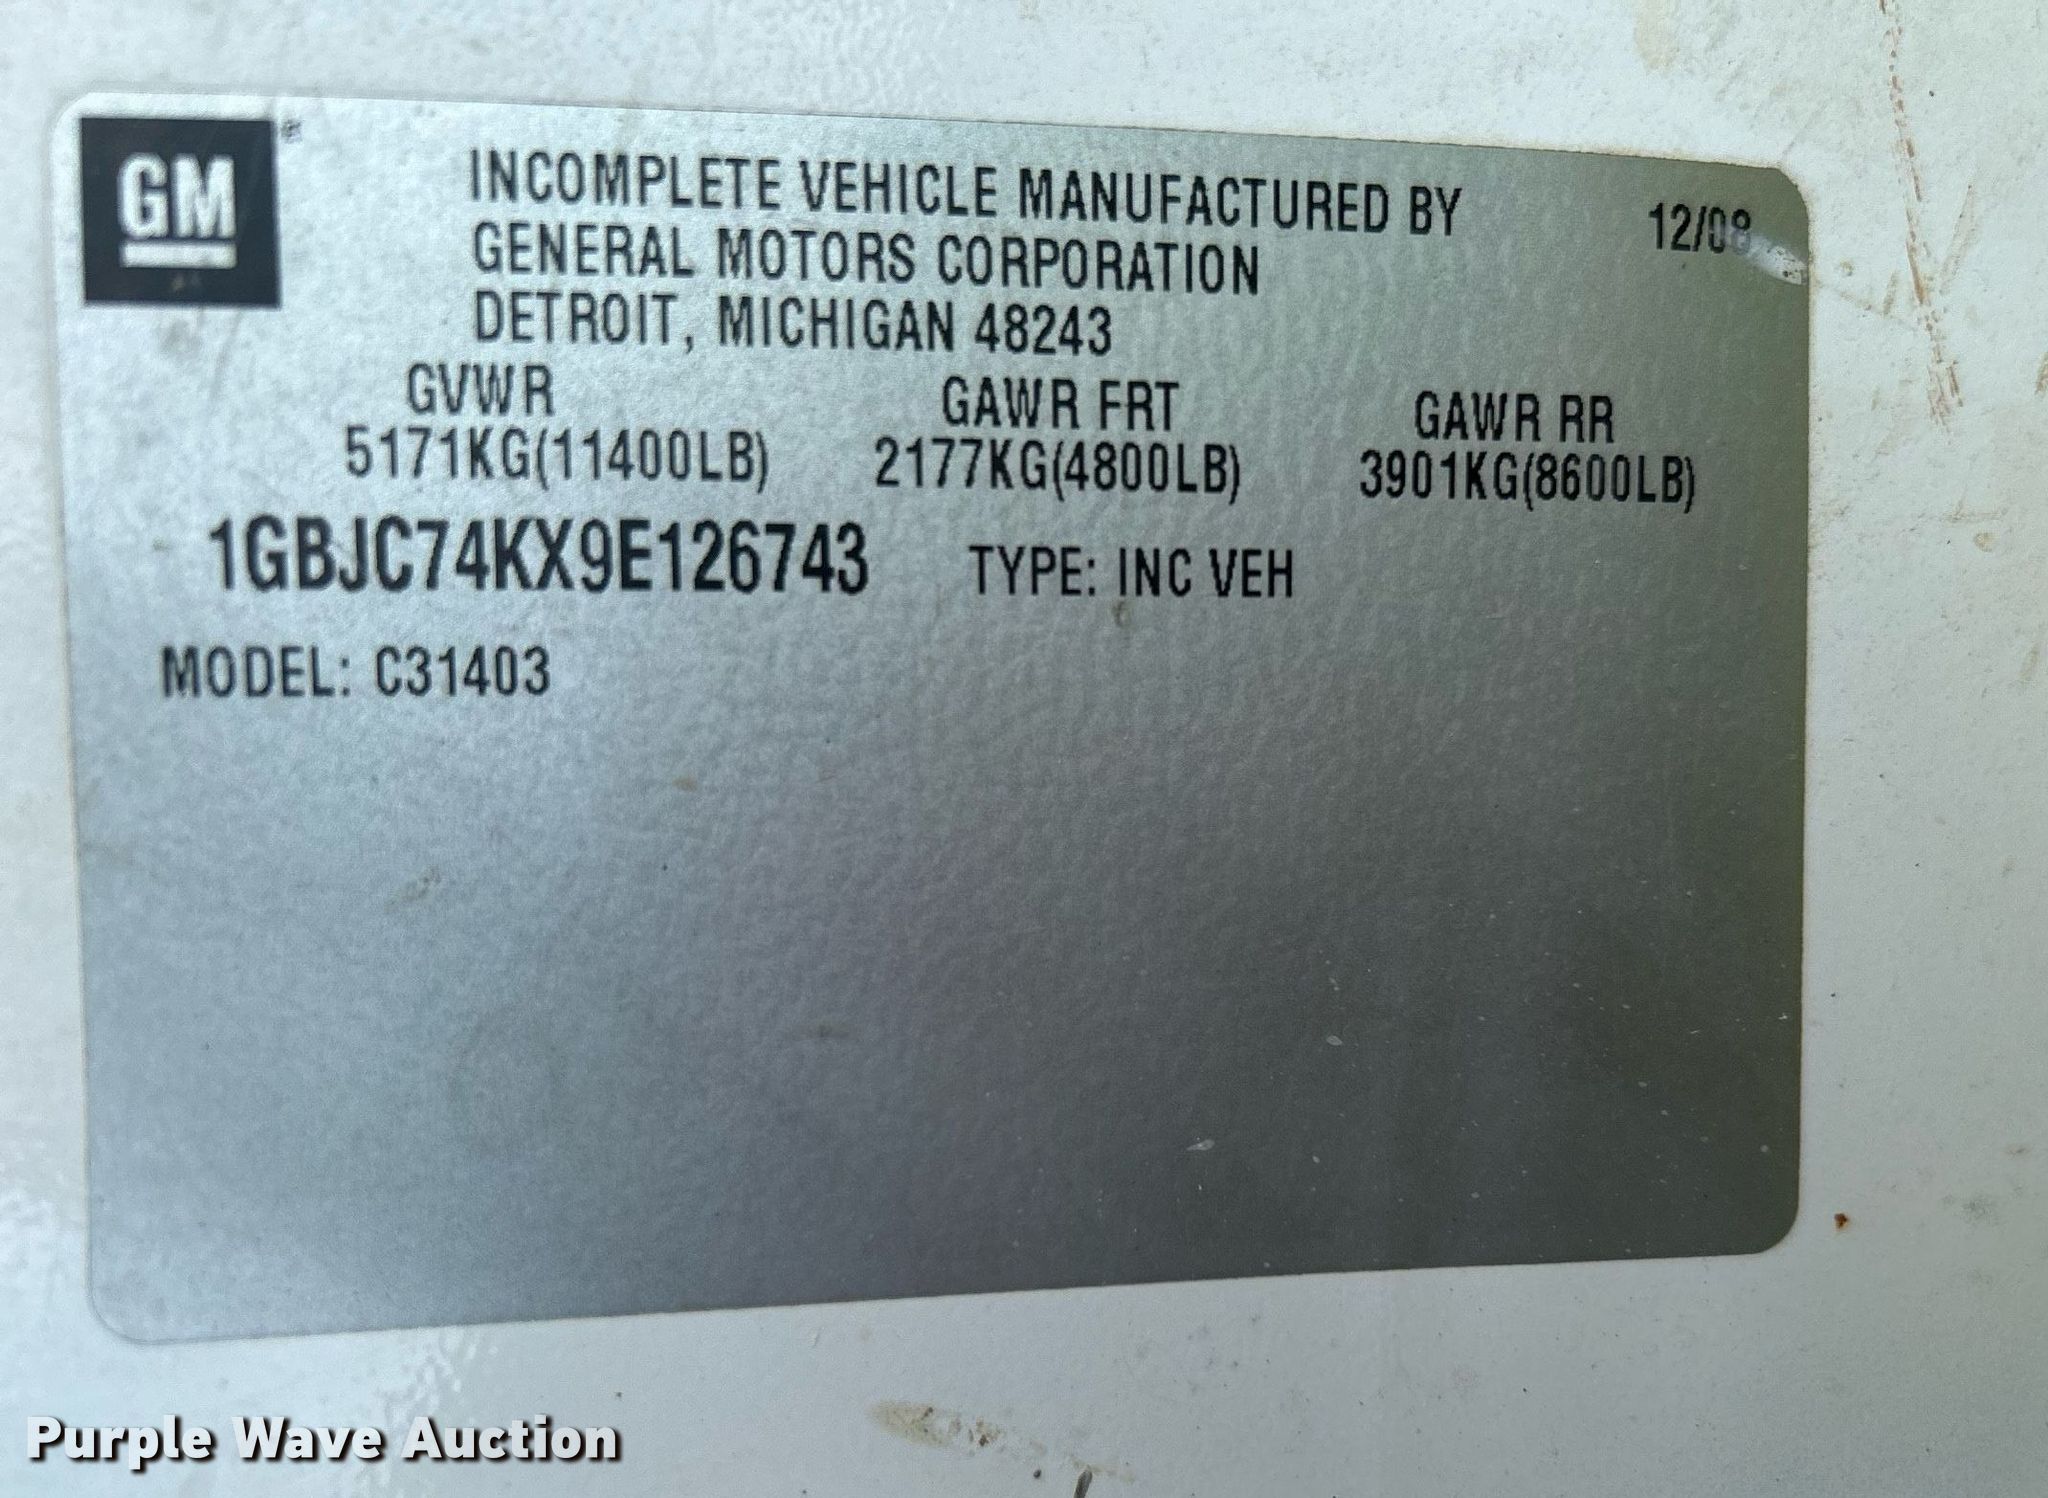 GM
INCOMPLETE VEHICLE MANUFACTURED BY 12/08
GENERAL MOTORS CORPORATION
DETROIT, MICHIGAN 48243
GVWR GAWR FRT GAWR RR
5171KG(11400LB) 2177KG(4800LB) 3901KG(8600LB)
1GBJC74KX9E126743 TYPE: INC VEH
MODEL: C31403
Purple Wave Auction